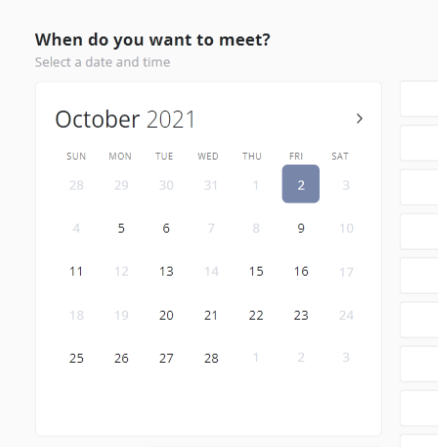 When do you want to meet?
Select a date and time
October 2021
SUN MON TUE WED THU FRI SAT
28 29 30 31 1 2 3
4 5 6 7 8 9 10
11 12 13 14 15 16 17
18 19 20 21 22 23 24
25 26 27 28 1 2 3